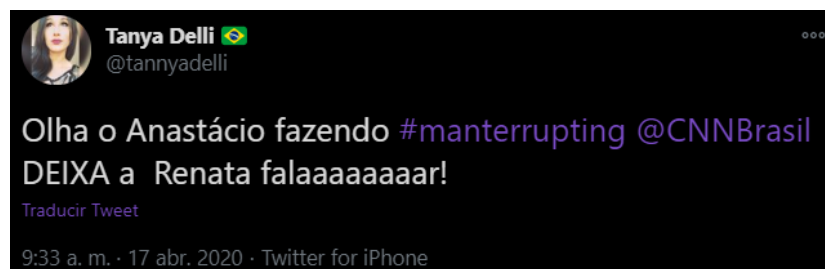 Tanya Delli 🇧🇷
@tannyadelli
Olha o Anastácio fazendo #manterrupting @CNNBrasil
DEIXA a  Renata falaaaaaaaar!
Traducir Tweet
9:33 a. m. · 17 abr. 2020 · Twitter for iPhone